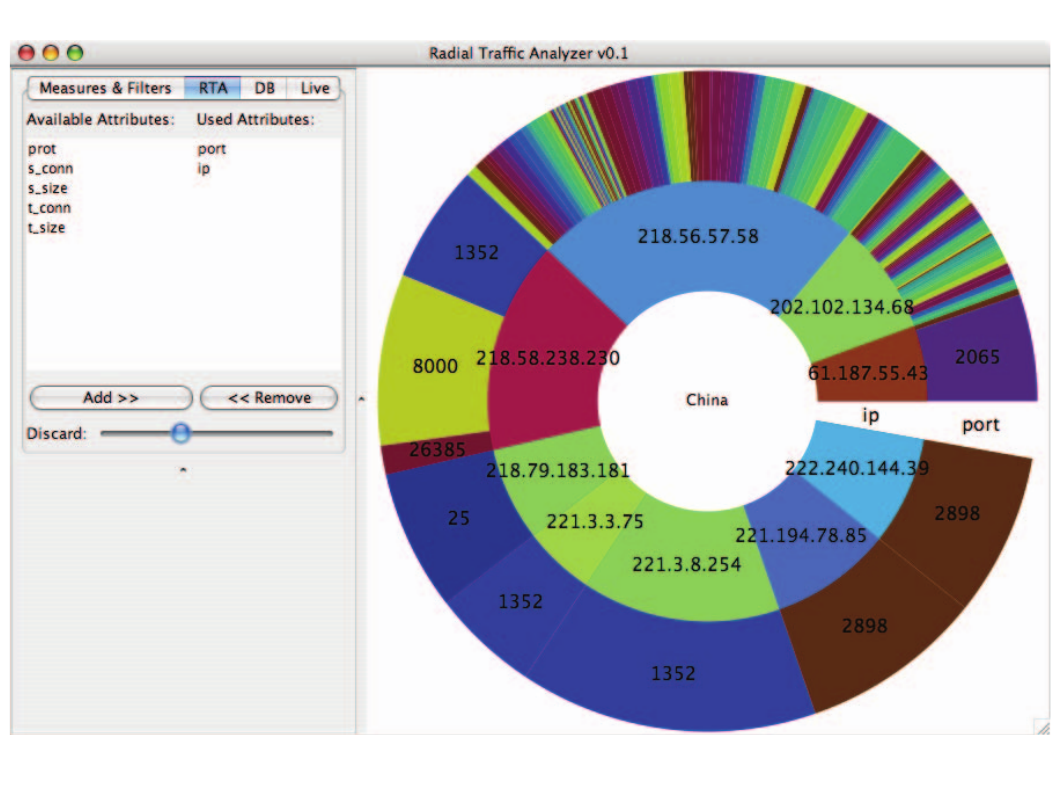 Radial Traffic Analyzer v0.1
Measures & Filters RTA DB Live
Available Attributes: Used Attributes:
prot port
s_conn ip
s_size
t_conn
t_size
Add >> << Remove
Discard:
218.56.57.58
1352
202.102.134.68
8000 218.58.238.230 61.187.55.43 2065
China
ip port
26385
218.79.183.181 222.240.144.39
25 221.3.3.75 221.194.78.85 2898
221.3.8.254
1352
2898
1352